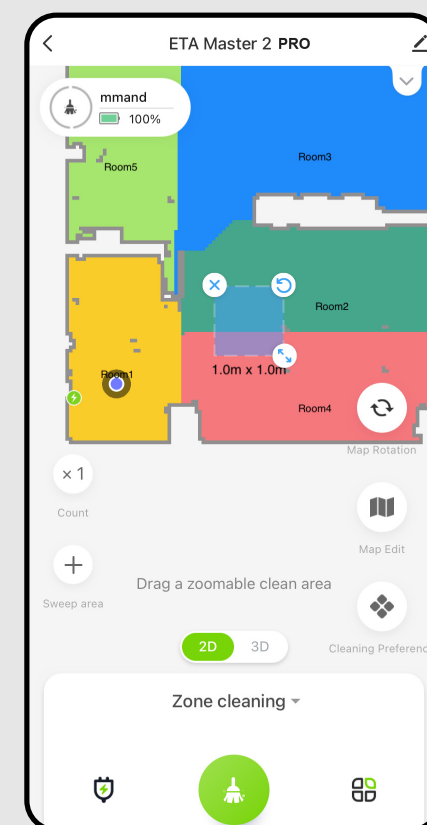 ETA Master 2 PRO
mmand
100%
Room3
Room5
Room2
Room1
1.0m x 1.0m
Room4
Map Rotation
× 1
Count
Map Edit
Drag a zoomable clean area
Sweep area
2D 3D
Cleaning Preferenc
Zone cleaning